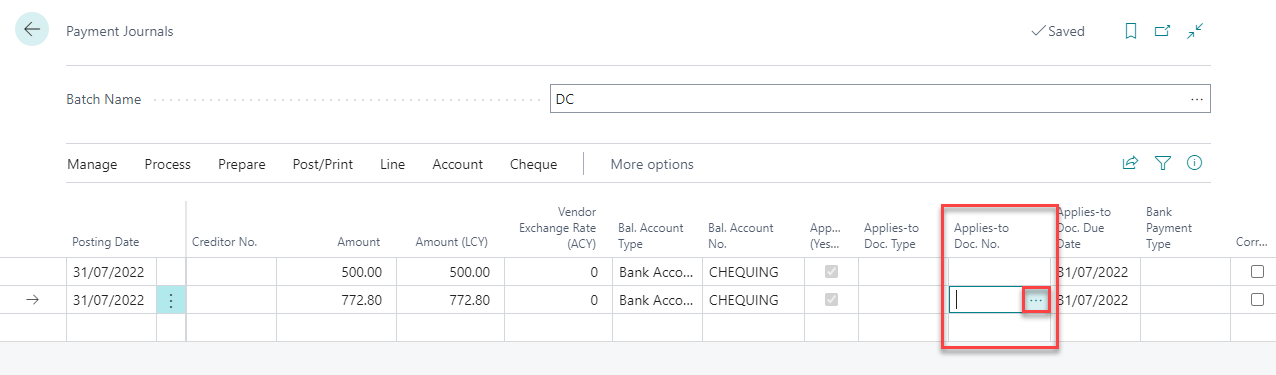 Payment Journals
Saved
Batch Name
DC
...
Manage Process Prepare Post/Print Line Account Cheque More options
Posting Date Creditor No. Amount Amount (LCY) Vendor Exchange Rate (ACY) Bal. Account Type Bal. Account No. App... (Yes... Applies-to Doc. Type Applies-to Doc. No. Applies-to Doc. Due Date Bank Payment Type Corr...
31/07/2022 500.00 500.00 0 Bank Acco... CHEQUING 31/07/2022
31/07/2022 772.80 772.80 0 Bank Acco... CHEQUING ... 31/07/2022